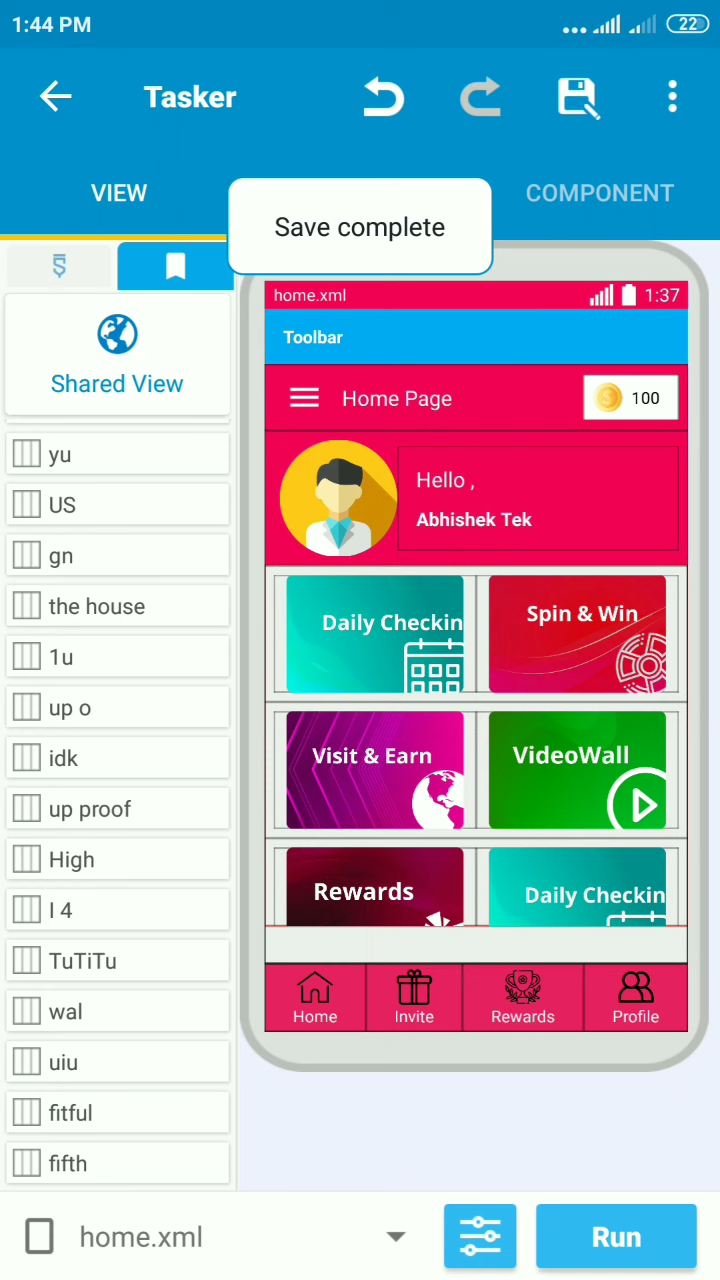 1:44 PM
22
Tasker
VIEW
COMPONENT
Save complete
Shared View
yu
US
gn
the house
1u
up o
idk
up proof
High
I 4
TuTiTu
wal
uiu
fitful
fifth
home.xml
1:37
Toolbar
Home Page
100
Hello ,
Abhishek Tek
Daily Checkin
Spin & Win
Visit & Earn
VideoWall
Rewards
Daily Checkin
Home
Invite
Rewards
Profile
home.xml
Run